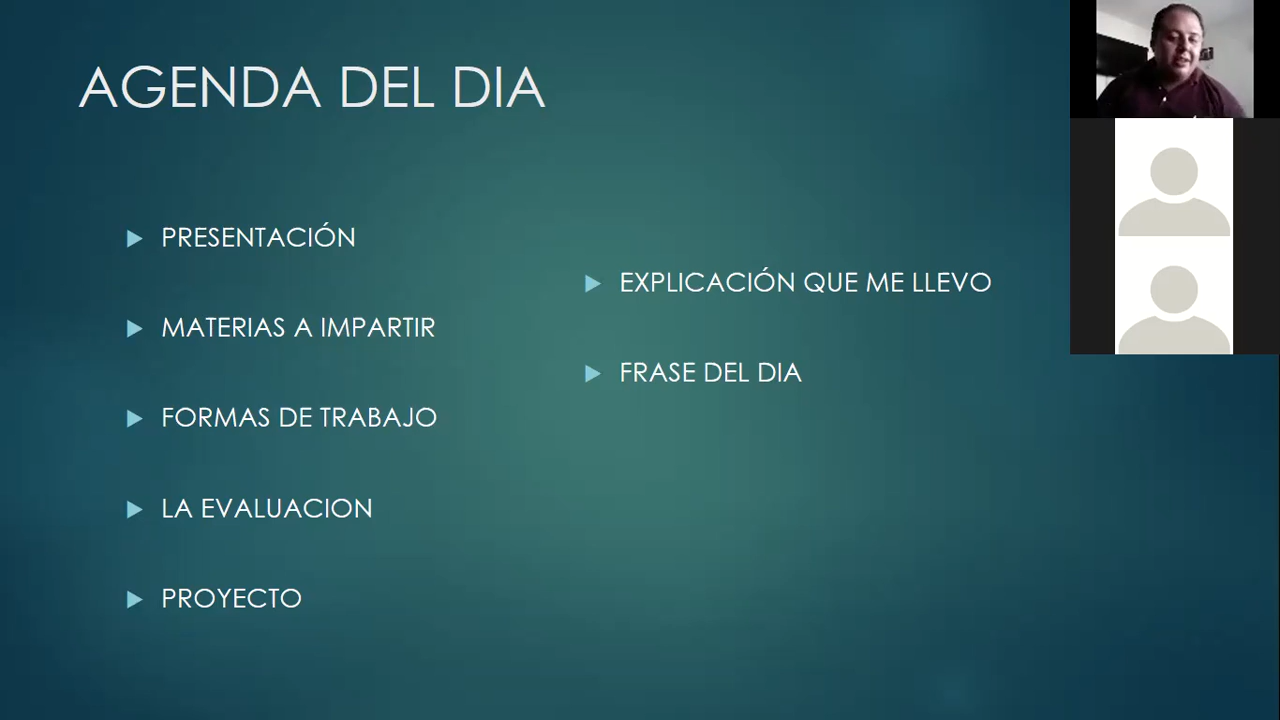 AGENDA DEL DIA
PRESENTACIÓN
MATERIAS A IMPARTIR
FORMAS DE TRABAJO
LA EVALUACION
PROYECTO
EXPLICACIÓN QUE ME LLEVO
FRASE DEL DIA